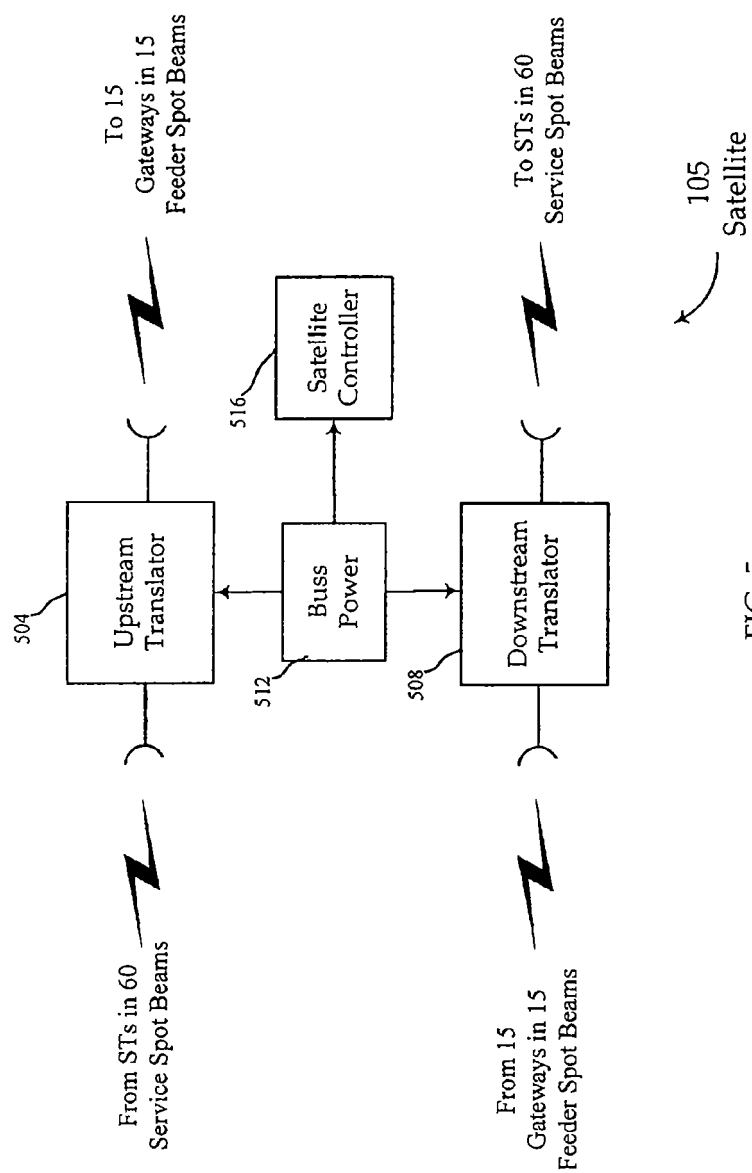 From STs in 60
Service Spot Beams
504
Upstream
Translator
To 15
Gateways in 15
Feeder Spot Beams
512
Buss
Power
516
Satellite
Controller
From 15
Gateways in 15
Feeder Spot Beams
508
Downstream
Translator
To STs in 60
Service Spot Beams
105
Satellite
FIG.